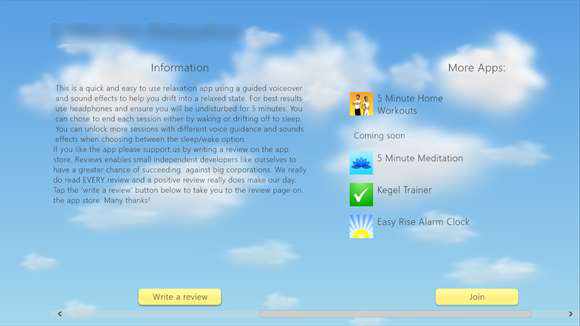 Information
This is a quick and easy to use relaxation app using a guided voiceover
and sound effects to help you drift into a relaxed state. For best results
use headphones and ensure you will be undisturbed for 5 minutes. You
can chose to end each session either by waking or drifting off to sleep.
You can unlock more sessions with different voice guidance and sounds
effects when choosing between the sleep/wake option.
If you like the app please support us by writing a review on the app
store. Reviews enables small independent developers like ourselves to
have a greater chance of succeeding against big corporations. We really
do read EVERY review and a positive review really does make our day.
Tap the 'write a review' button below to take you to the review page on
the app store. Many thanks!
Write a review
More Apps:
5 Minute Home
Workouts
Coming soon
5 Minute Meditation
Kegel Trainer
Easy Rise Alarm Clock
Join